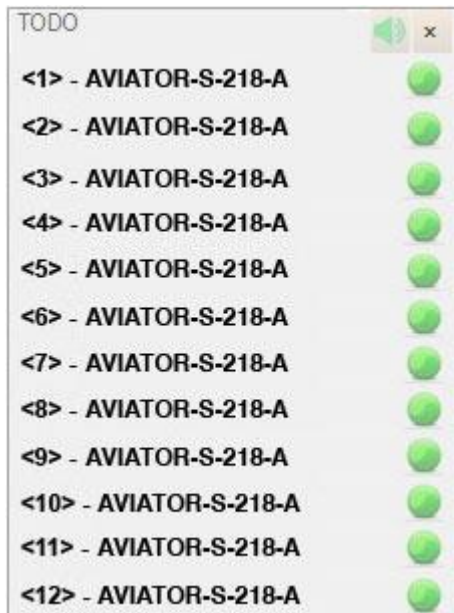 TODO
<1> - AVIATOR-S-218-A
<2> - AVIATOR-S-218-A
<3> - AVIATOR-S-218-A
<4> - AVIATOR-S-218-A
<5> - AVIATOR-S-218-A
<6> - AVIATOR-S-218-A
<7> - AVIATOR-S-218-A
<8> - AVIATOR-S-218-A
<9> - AVIATOR-S-218-A
<10> - AVIATOR-S-218-A
<11> - AVIATOR-S-218-A
<12> - AVIATOR-S-218-A